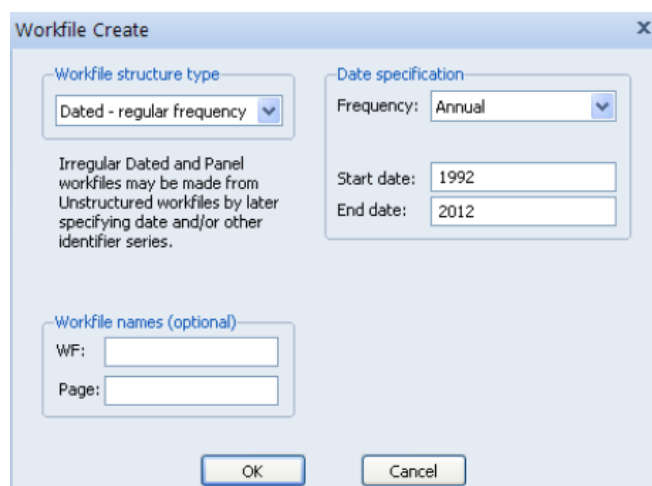 Workfile Create
x
Workfile structure type
Dated - regular frequency
Irregular Dated and Panel
workfiles may be made from
Unstructured workfiles by later
specifying date and/or other
identifier series.
Date specification
Frequency: Annual
Start date: 1992
End date: 2012
Workfile names (optional)
WF:
Page:
OK Cancel